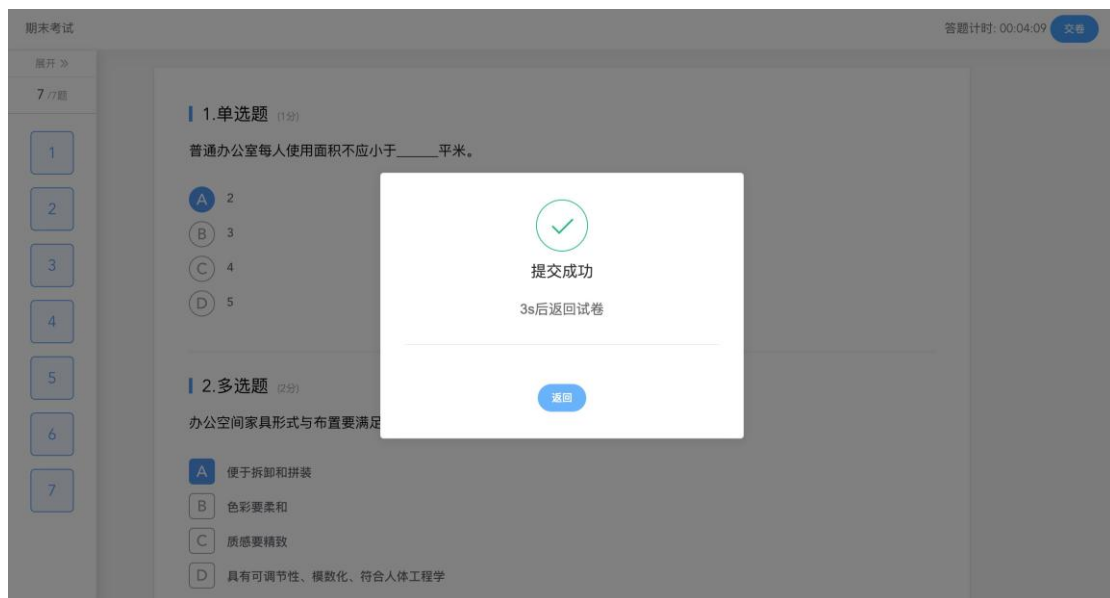 期末考试
答题计时: 00:04:09 交卷
展开 »
7 /7题
1
2
3
4
5
6
7
1.单选题 (1分)
普通办公室每人使用面积不应小于_____平米。
A 2
B 3
C 4
D 5
2.多选题 (2分)
办公空间家具形式与布置要满足
A 便于拆卸和拼装
B 色彩要柔和
C 质感要精致
D 具有可调节性、模数化、符合人体工程学
提交成功
3s后返回试卷
返回